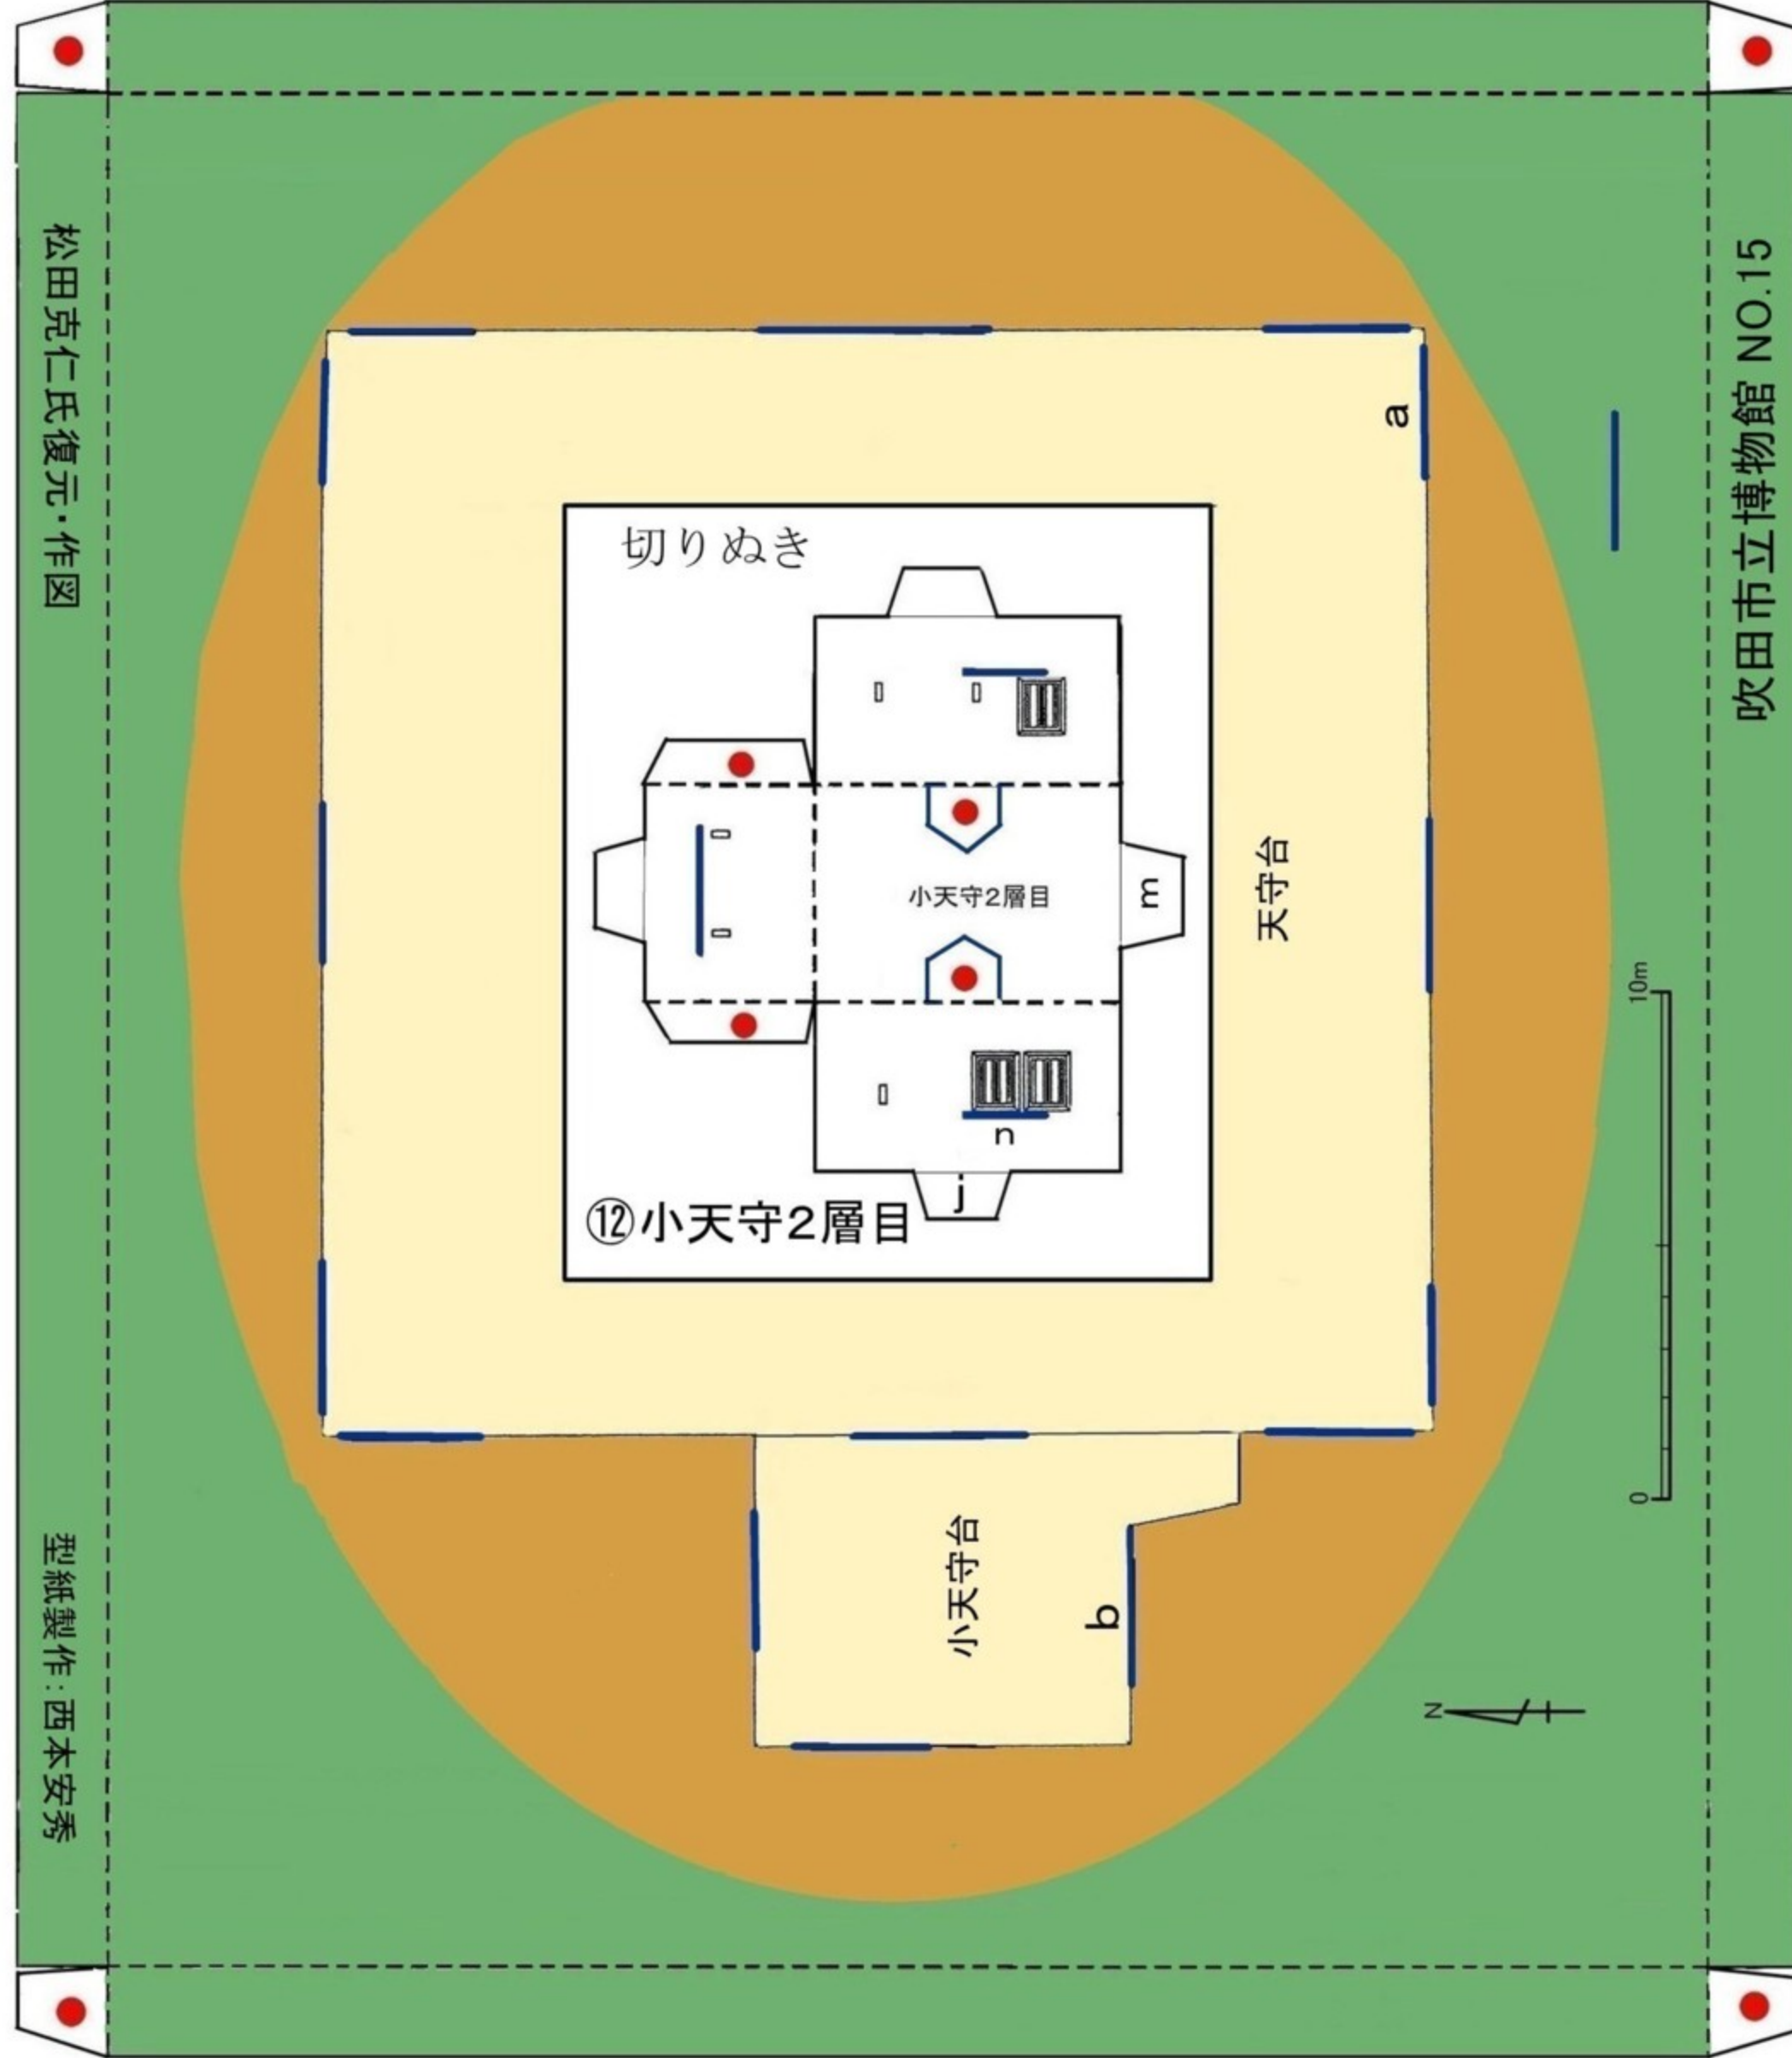 松田克仁氏復元・作図
型紙製作：西本安秀
吹田市立博物館 NO.15
a
切りぬき
小天守2層目
m
n
j
⑫小天守2層目
天守台
10m
0
小天守台
b
N